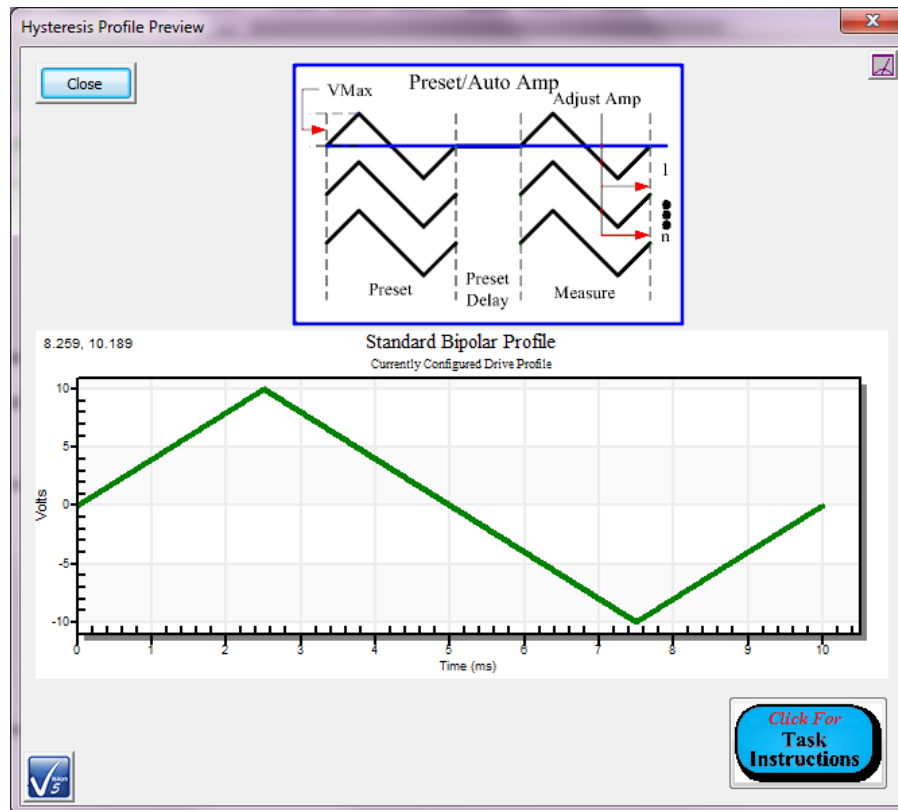 Hysteresis Profile Preview
x
Close
Preset/Auto Amp
VMax
Adjust Amp
1
n
Preset
Preset
Delay
Measure
8.259, 10.189
Standard Bipolar Profile
Currently Configured Drive Profile
Volts
10
5
0
-5
-10
0 1 2 3 4 5 6 7 8 9 10
Time (ms)
Click For
Task
Instructions
Vision
5